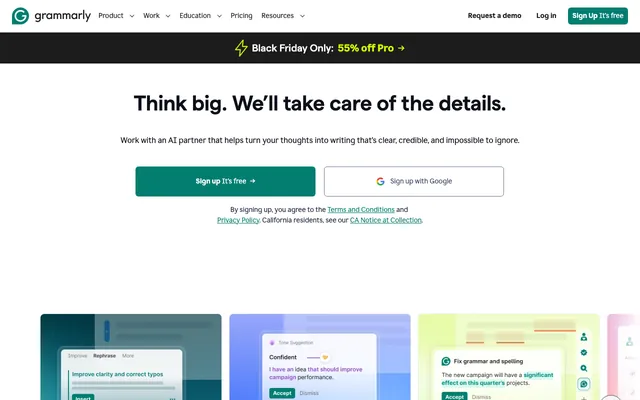 grammarly Product Work Education Pricing Resources Request a demo Log in Sign Up It's free
Black Friday Only: 55% off Pro →
Think big. We'll take care of the details.
Work with an AI partner that helps turn your thoughts into writing that's clear, credible, and impossible to ignore.
Sign up It's free →
Sign up with Google
By signing up, you agree to the Terms and Conditions and
Privacy Policy. California residents, see our CA Notice at Collection.
Improve Rephrase More
Improve clarity and correct typos
Insert
Tone Suggestion
Confident
I have an idea that should improve
campaign performance.
Accept Dismiss
Fix grammar and spelling
The new campaign will have a significant
effect on this quarter's projects.
Accept Dismiss